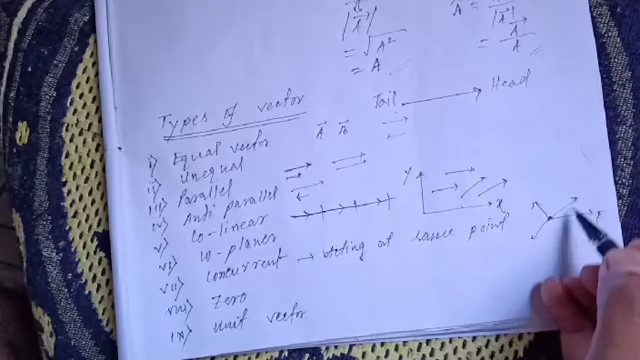 |A|
= √A²
= A
A =
|A|
= A
A
Types of vector
Tail Head
i) Equal vector A B
ii) Unequal
iii) Parallel
iv) Anti parallel
v) Co-linear
vi) Co-planer Y X
vii) Concurrent → Acting at same point
viii) Zero
ix) Unit vector